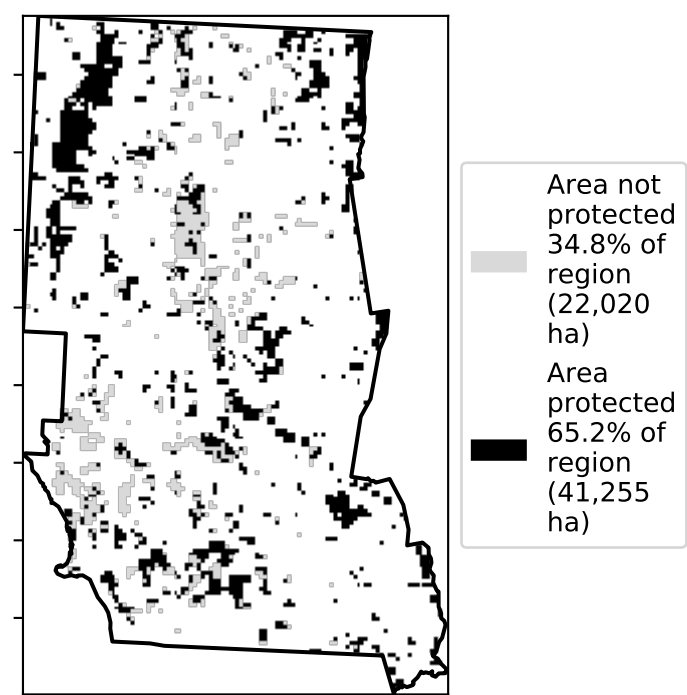 Area not
protected
34.8% of
region
(22,020
ha)
Area
protected
65.2% of
region
(41,255
ha)